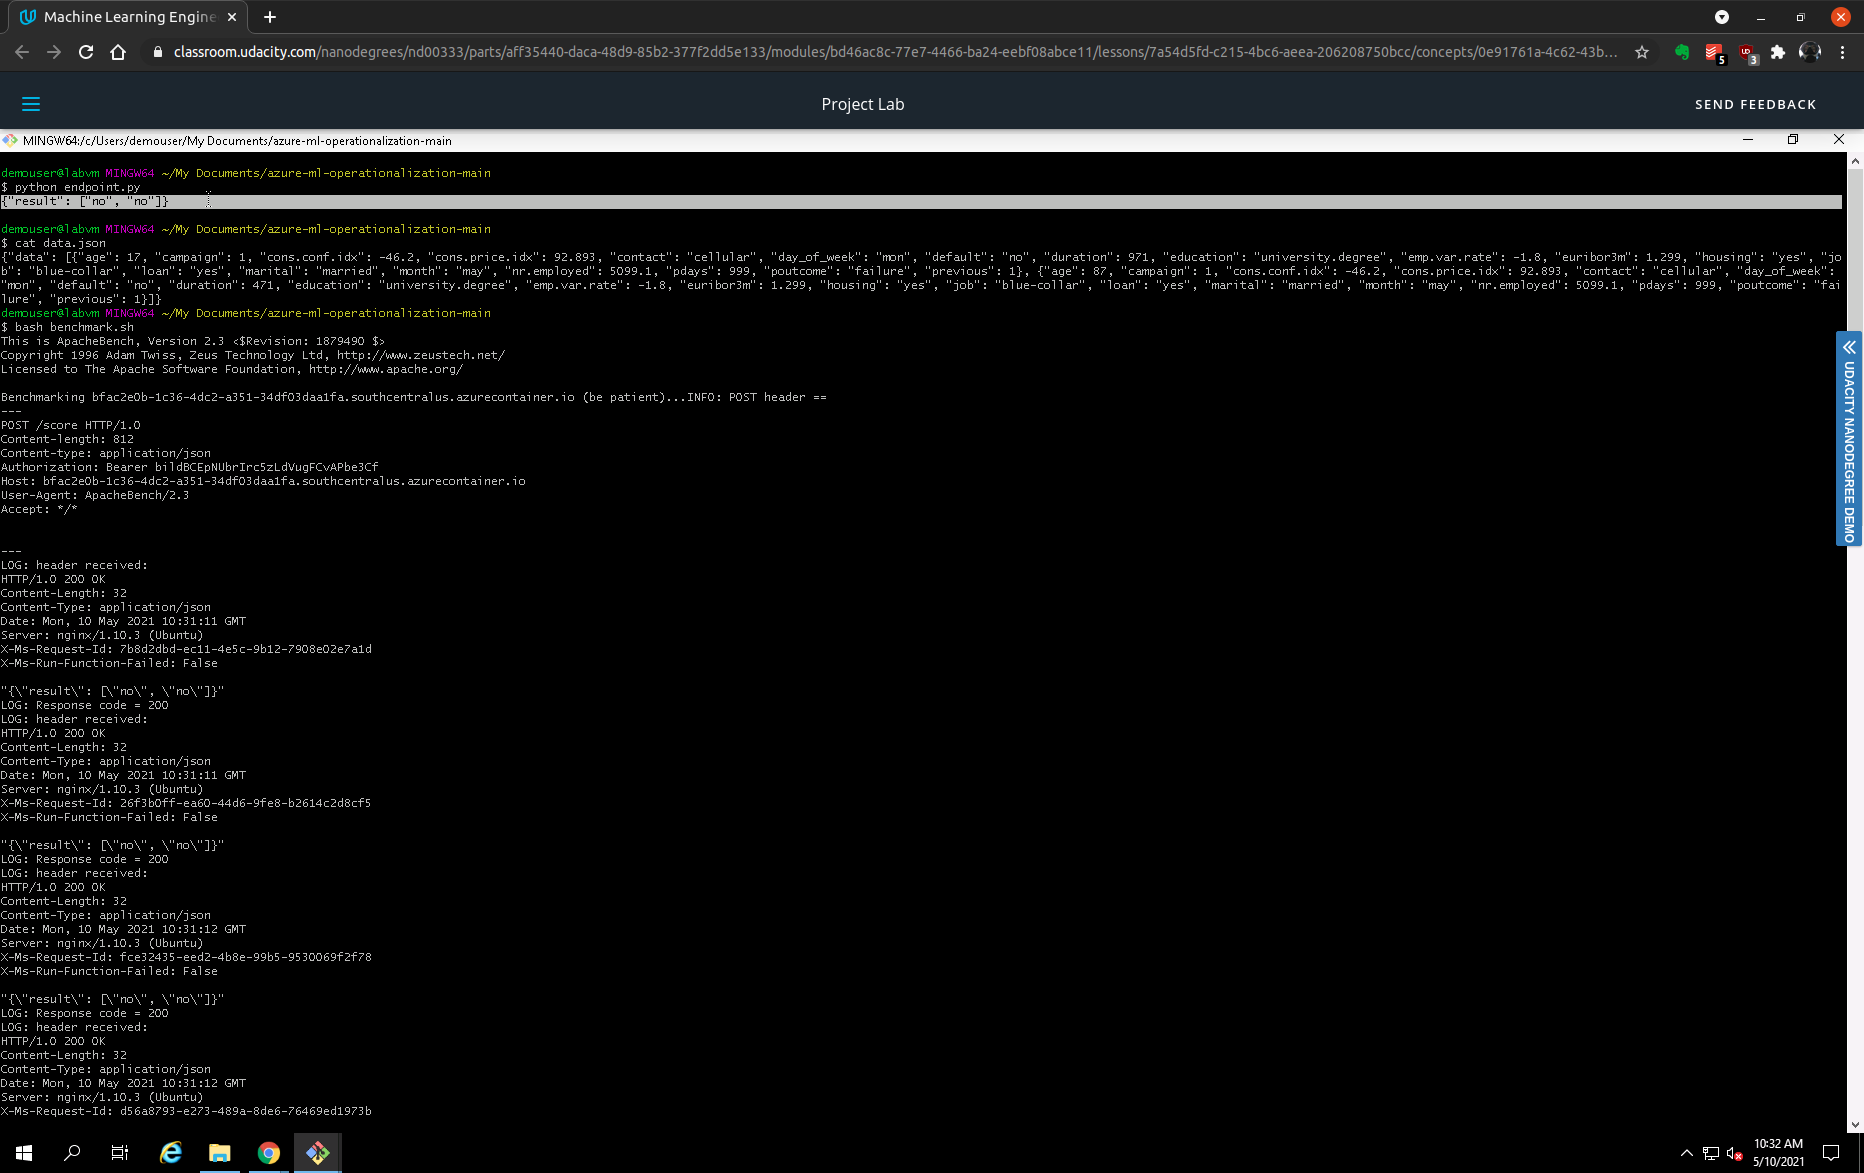 Machine Learning Engine
classroom.udacity.com/nanodegrees/nd00333/parts/aff35440-daca-48d9-85b2-377f2dd5e133/modules/bd46ac8c-77e7-4466-ba24-eebf08abce11/lessons/7a54d5fd-c215-4bc6-aeea-206208750bcc/concepts/0e91761a-4c62-43b...
5
3
Project Lab
SEND FEEDBACK
MINGW64:/c/Users/demouser/My Documents/azure-ml-operationalization-main
demouser@labvm MINGW64 ~/My Documents/azure-ml-operationalization-main
$ python endpoint.py
{"result": ["no", "no"]}
demouser@labvm MINGW64 ~/My Documents/azure-ml-operationalization-main
$ cat data.json
{"data": [{"age": 17, "campaign": 1, "cons.conf.idx": -46.2, "cons.price.idx": 92.893, "contact": "cellular", "day_of_week": "mon", "default": "no", "duration": 971, "education": "university.degree", "emp.var.rate": -1.8, "euribor3m": 1.299, "housing": "yes", "jo
b": "blue-collar", "loan": "yes", "marital": "married", "month": "may", "nr.employed": 5099.1, "pdays": 999, "poutcome": "failure", "previous": 1}, {"age": 87, "campaign": 1, "cons.conf.idx": -46.2, "cons.price.idx": 92.893, "contact": "cellular", "day_of_week":
"mon", "default": "no", "duration": 471, "education": "university.degree", "emp.var.rate": -1.8, "euribor3m": 1.299, "housing": "yes", "job": "blue-collar", "loan": "yes", "marital": "married", "month": "may", "nr.employed": 5099.1, "pdays": 999, "poutcome": "fai
lure", "previous": 1}]}
demouser@labvm MINGW64 ~/My Documents/azure-ml-operationalization-main
$ bash benchmark.sh
This is ApacheBench, Version 2.3 <$Revision: 1879490 $>
Copyright 1996 Adam Twiss, Zeus Technology Ltd, http://www.zeustech.net/
Licensed to The Apache Software Foundation, http://www.apache.org/
Benchmarking bfac2e0b-1c36-4dc2-a351-34df03daa1fa.southcentralus.azurecontainer.io (be patient)...INFO: POST header ==
---
POST /score HTTP/1.0
Content-length: 812
Content-type: application/json
Authorization: Bearer bildBCEpNUbrIrc5zLdVugFCvAPbe3Cf
Host: bfac2e0b-1c36-4dc2-a351-34df03daa1fa.southcentralus.azurecontainer.io
User-Agent: ApacheBench/2.3
Accept: */*
---
LOG: header received:
HTTP/1.0 200 OK
Content-Length: 32
Content-Type: application/json
Date: Mon, 10 May 2021 10:31:11 GMT
Server: nginx/1.10.3 (Ubuntu)
X-Ms-Request-Id: 7b8d2dbd-ec11-4e5c-9b12-7908e02e7a1d
X-Ms-Run-Function-Failed: False
"{\"result\": [\"no\", \"no\"]}"
LOG: Response code = 200
LOG: header received:
HTTP/1.0 200 OK
Content-Length: 32
Content-Type: application/json
Date: Mon, 10 May 2021 10:31:11 GMT
Server: nginx/1.10.3 (Ubuntu)
X-Ms-Request-Id: 26f3b0ff-ea60-44d6-9fe8-b2614c2d8cf5
X-Ms-Run-Function-Failed: False
"{\"result\": [\"no\", \"no\"]}"
LOG: Response code = 200
LOG: header received:
HTTP/1.0 200 OK
Content-Length: 32
Content-Type: application/json
Date: Mon, 10 May 2021 10:31:12 GMT
Server: nginx/1.10.3 (Ubuntu)
X-Ms-Request-Id: fce32435-eed2-4b8e-99b5-9530069f2f78
X-Ms-Run-Function-Failed: False
"{\"result\": [\"no\", \"no\"]}"
LOG: Response code = 200
LOG: header received:
HTTP/1.0 200 OK
Content-Length: 32
Content-Type: application/json
Date: Mon, 10 May 2021 10:31:12 GMT
Server: nginx/1.10.3 (Ubuntu)
X-Ms-Request-Id: d56a8793-e273-489a-8de6-76469ed1973b
UDACITY NANODEGREE DEMO
10:32 AM
5/10/2021